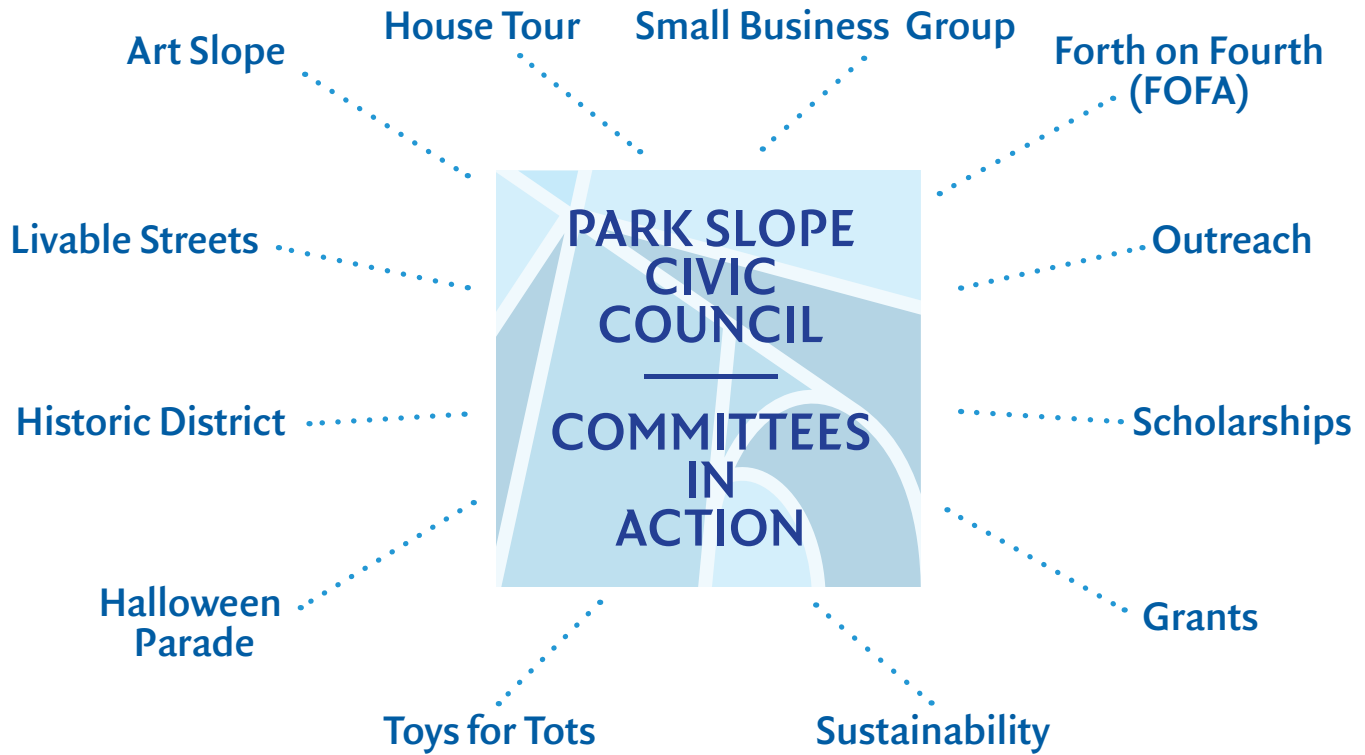 House Tour
Small Business Group
Art Slope
Forth on Fourth
(FOFA)
PARK SLOPE
CIVIC
COUNCIL
Livable Streets
Outreach
COMMITTEES
IN
ACTION
Historic District
Scholarships
Halloween
Parade
Grants
Toys for Tots
Sustainability